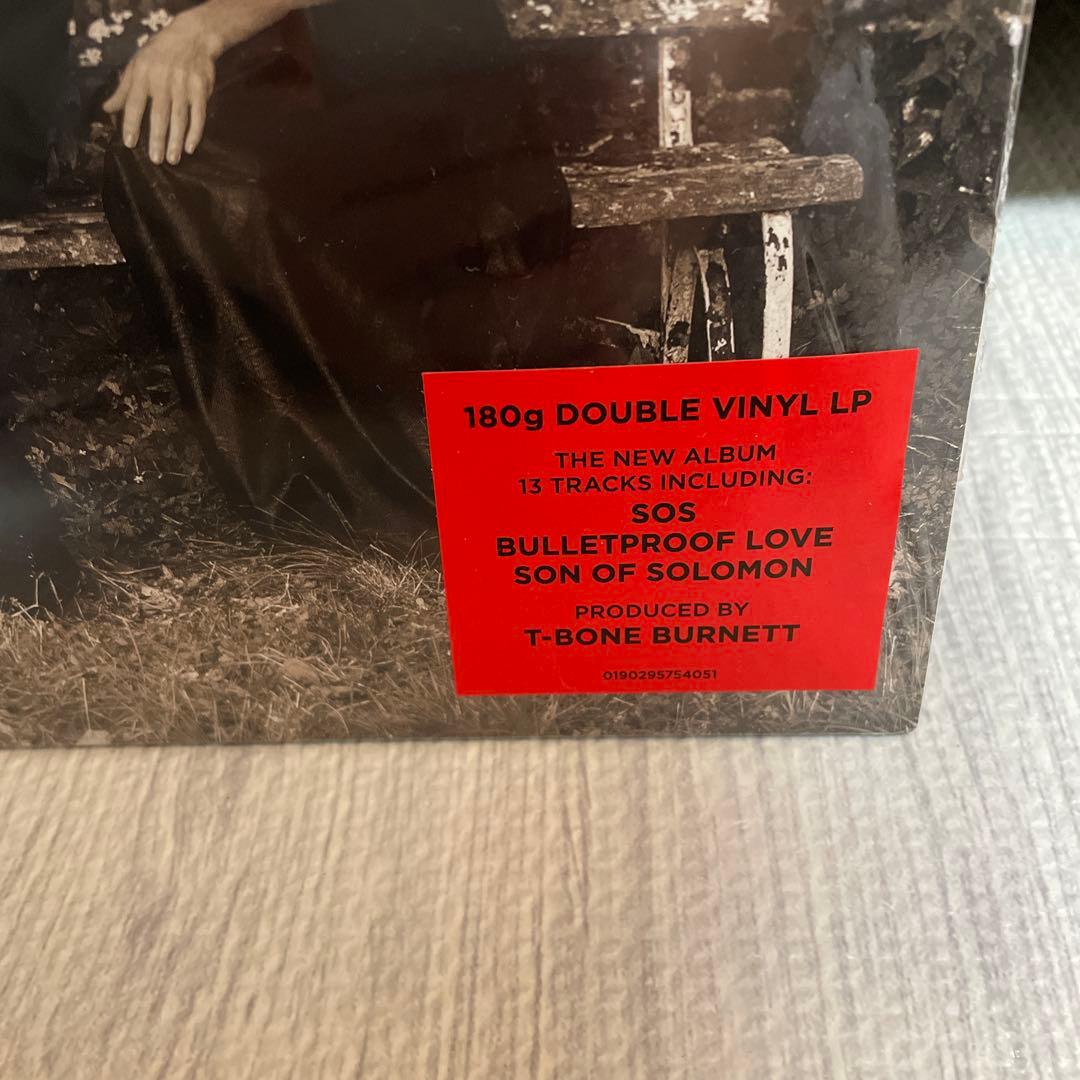 180g DOUBLE VINYL LP
THE NEW ALBUM
13 TRACKS INCLUDING:
SOS
BULLETPROOF LOVE
SON OF SOLOMON
PRODUCED BY
T-BONE BURNETT
0190295754051